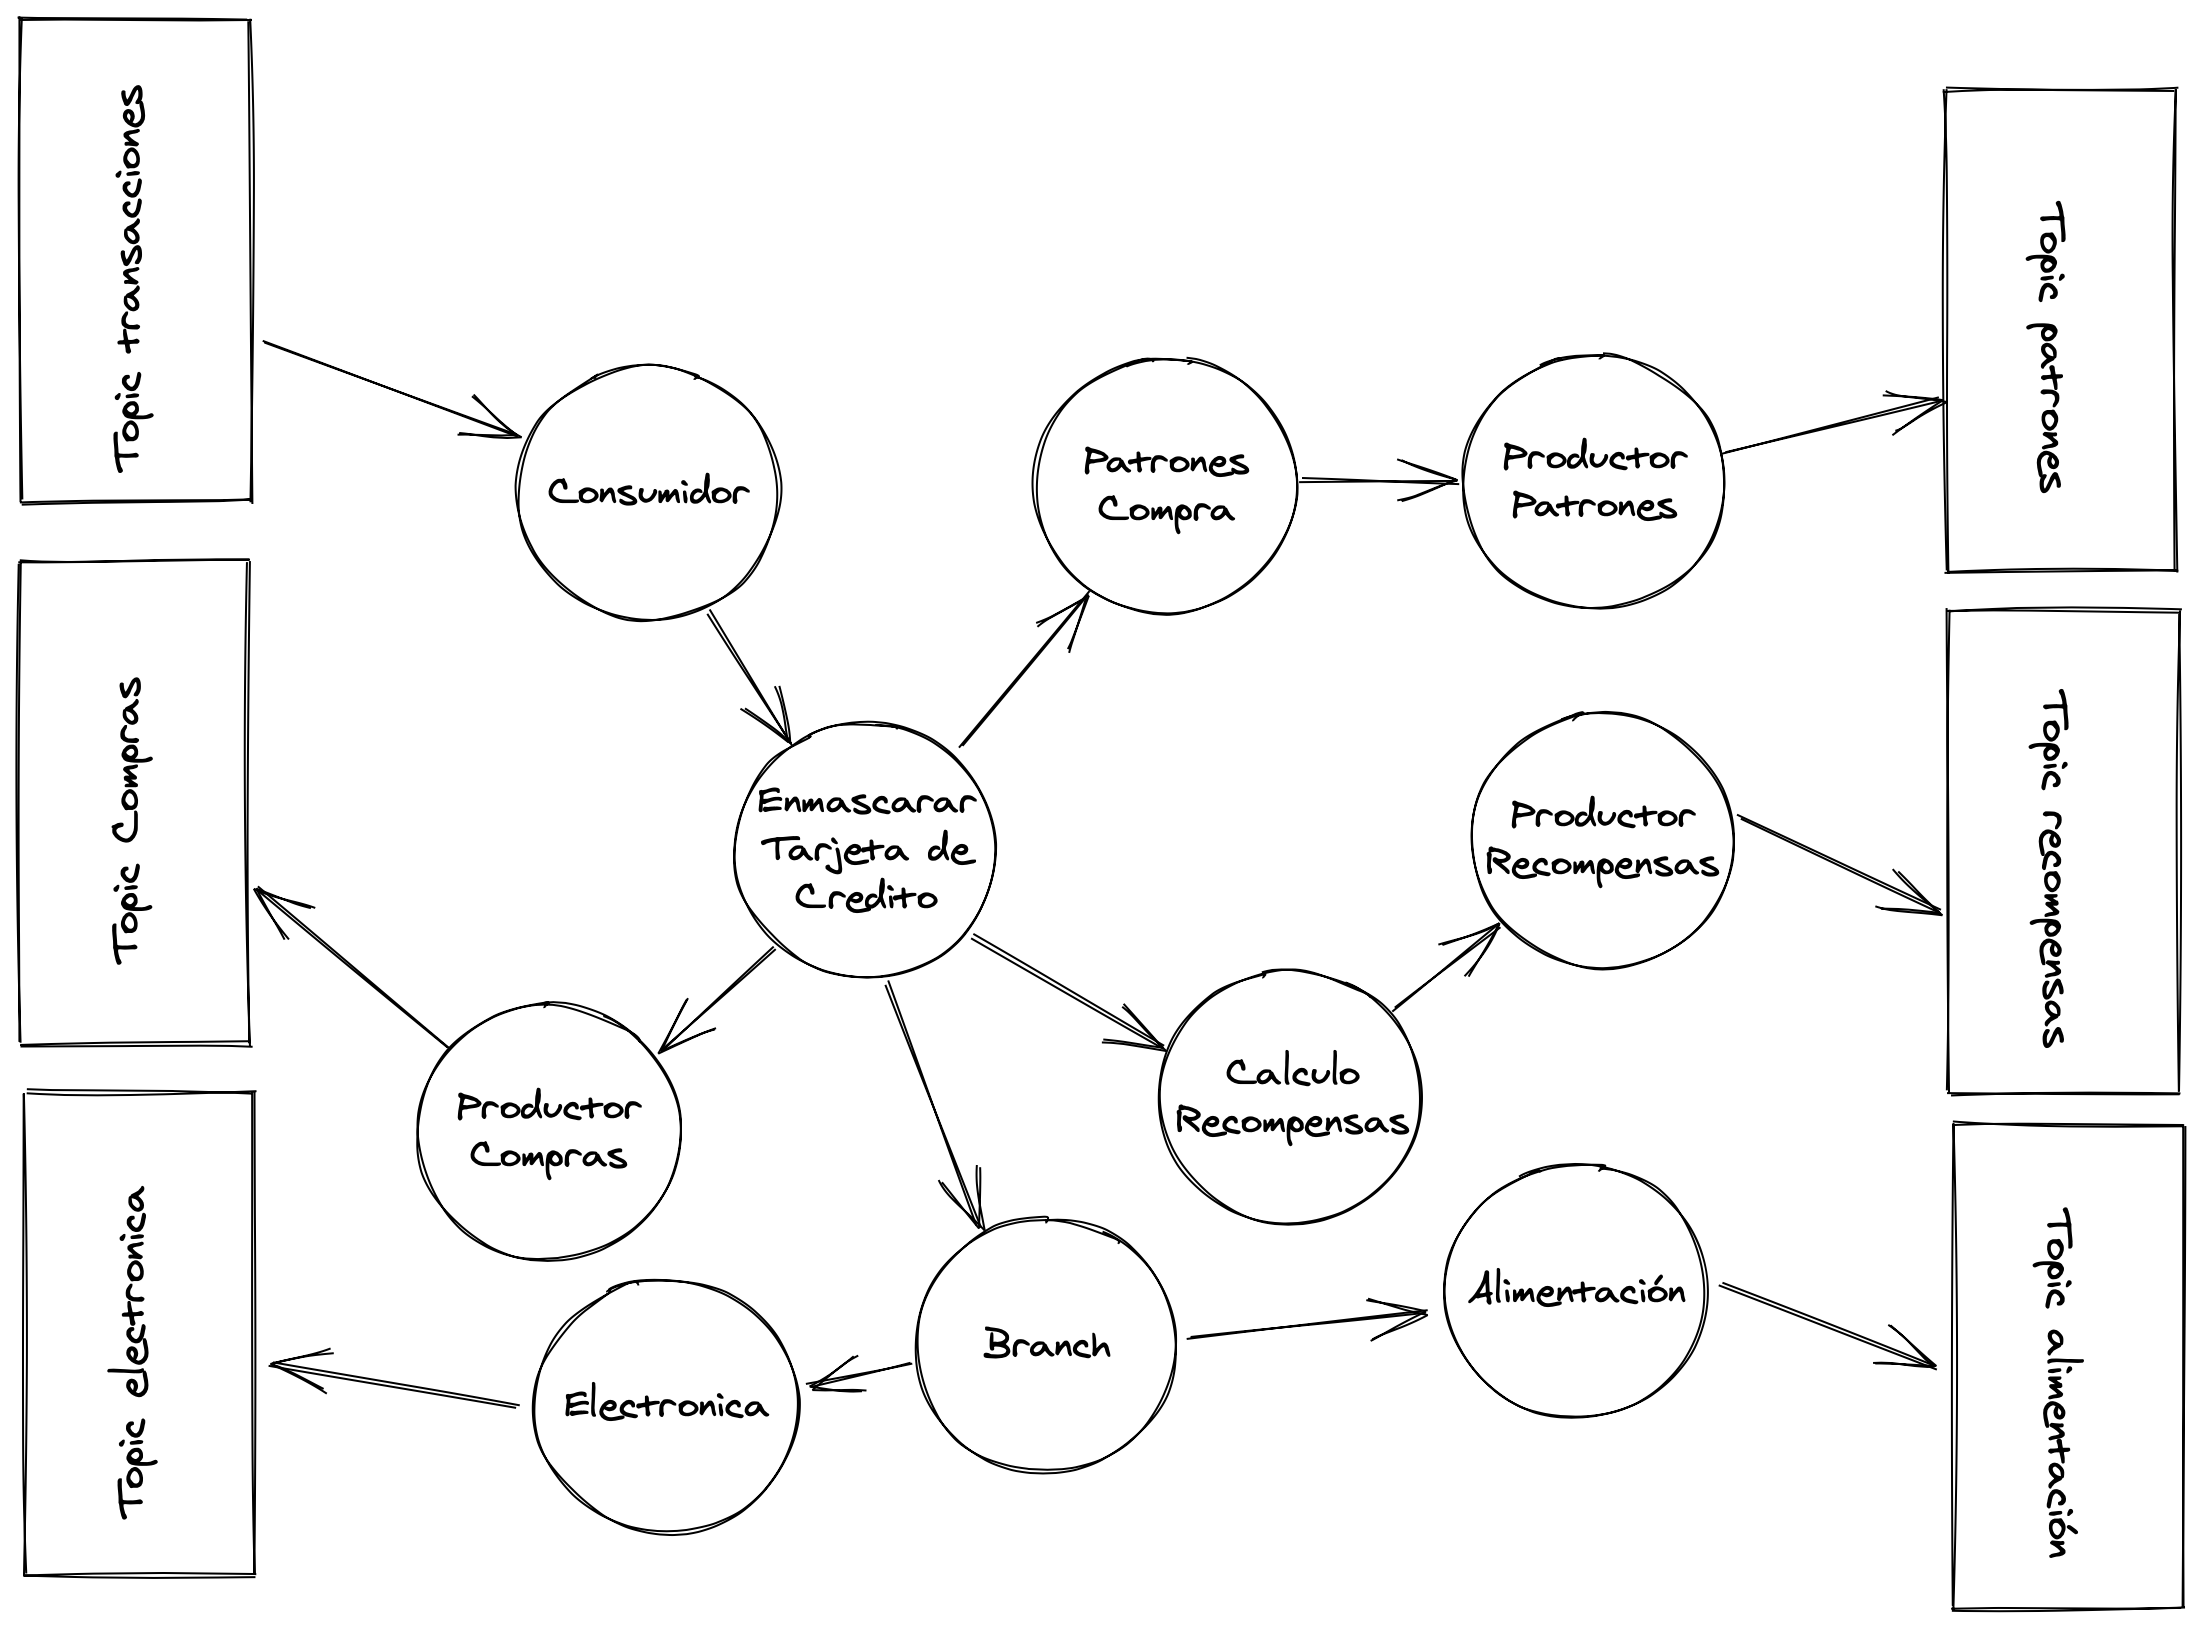 Topic transacciones
Consumidor
Patrones
Compra
Productor
Patrones
Topic patrones
Topic Compras
Enmascarar
Tarjeta de
Credito
Productor
Recompensas
Topic recompensas
Productor
Compras
Calculo
Recompensas
Topic electronica
Electronica
Branch
Alimentación
Topic alimentación